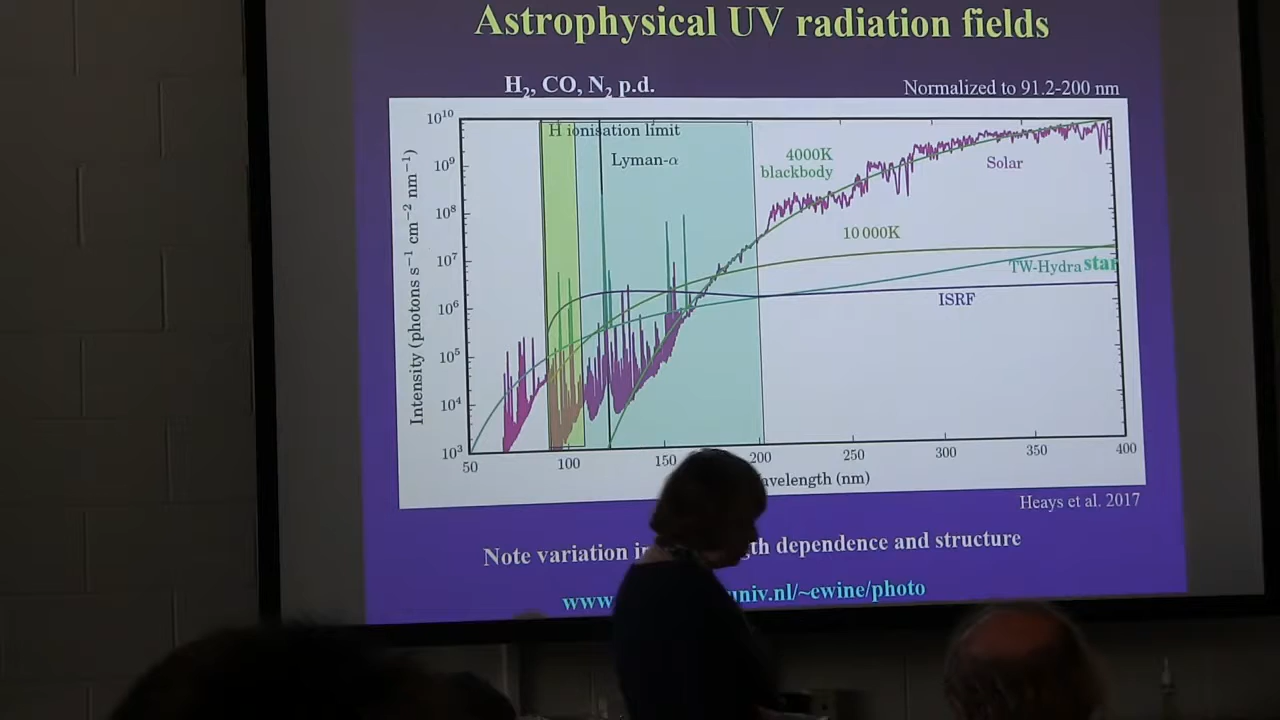 Astrophysical UV radiation fields
H₂, CO, N₂ p.d.
Normalized to 91.2-200 nm
H ionisation limit
Lyman-α
4000K
blackbody
Solar
10 000K
TW-Hydra star
ISRF
Intensity (photons s⁻¹ cm⁻² nm⁻¹)
10¹⁰
10⁹
10⁸
10⁷
10⁶
10⁵
10⁴
10³
50
100
150
200
250
300
350
400
(nm)
Heays et al. 2017
Note variation dependence and structure
www. univ.nl/~ewine/photo